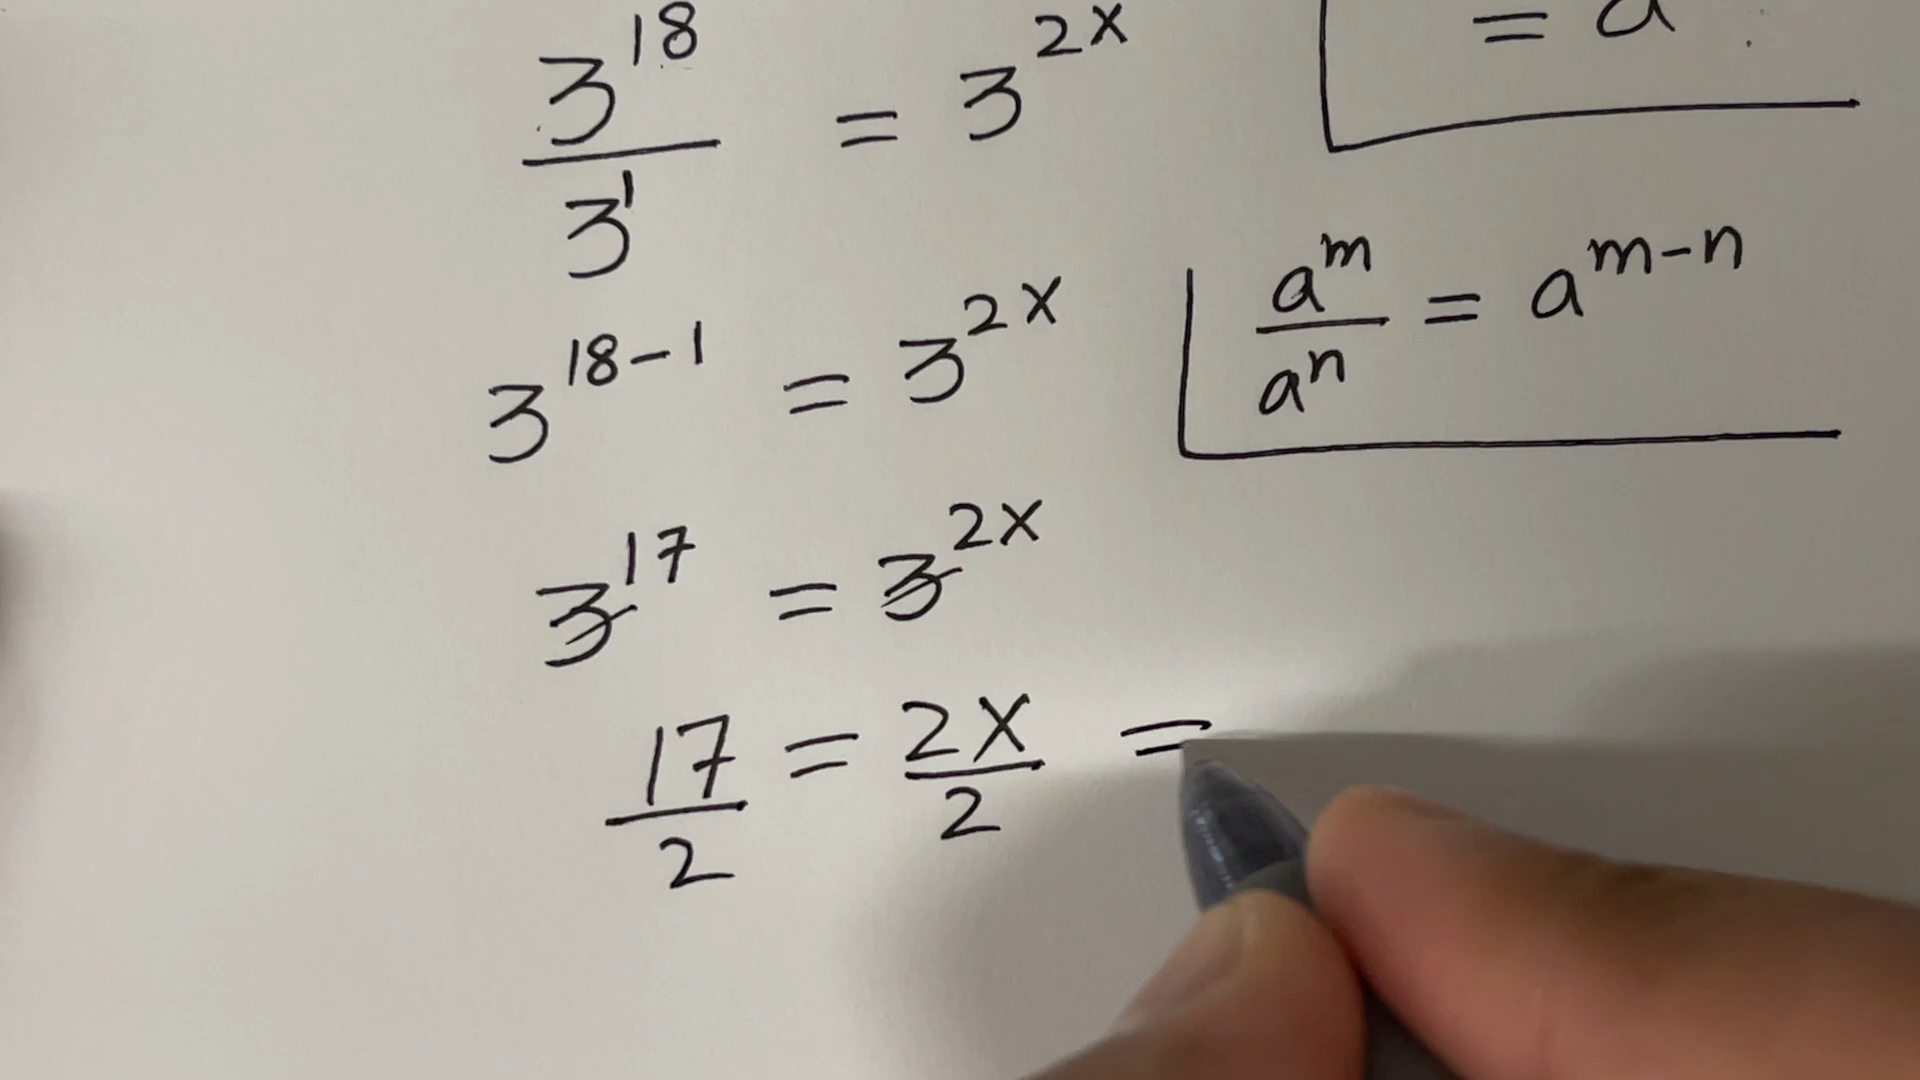 3^18 / 3^1 = 3^2x
= a
3^18-1 = 3^2x
a^m / a^n = a^m-n
3^17 = 3^2x
17/2 = 2x/2 =